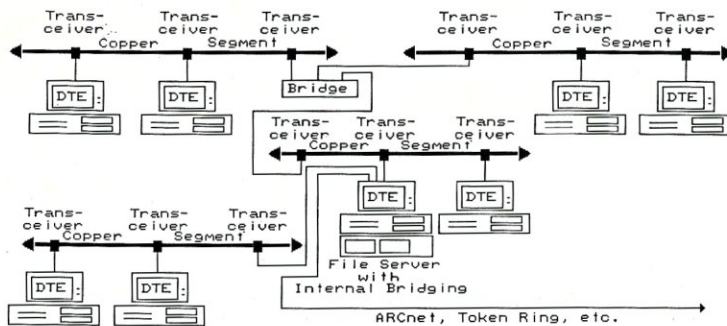 Trans-
ceiver
Trans-
ceiver
Trans-
ceiver
Copper Segment
DTE
DTE
Bridge
Trans-
ceiver
Trans-
ceiver
Trans-
ceiver
Copper Segment
DTE
DTE
Trans-
ceiver
Trans-
ceiver
Trans-
ceiver
Copper Segment
DTE
DTE
File Server
with
Internal Bridging
Trans-
ceiver
Trans-
ceiver
Trans-
ceiver
Copper Segment
DTE
DTE
ARCnet, Token Ring, etc.